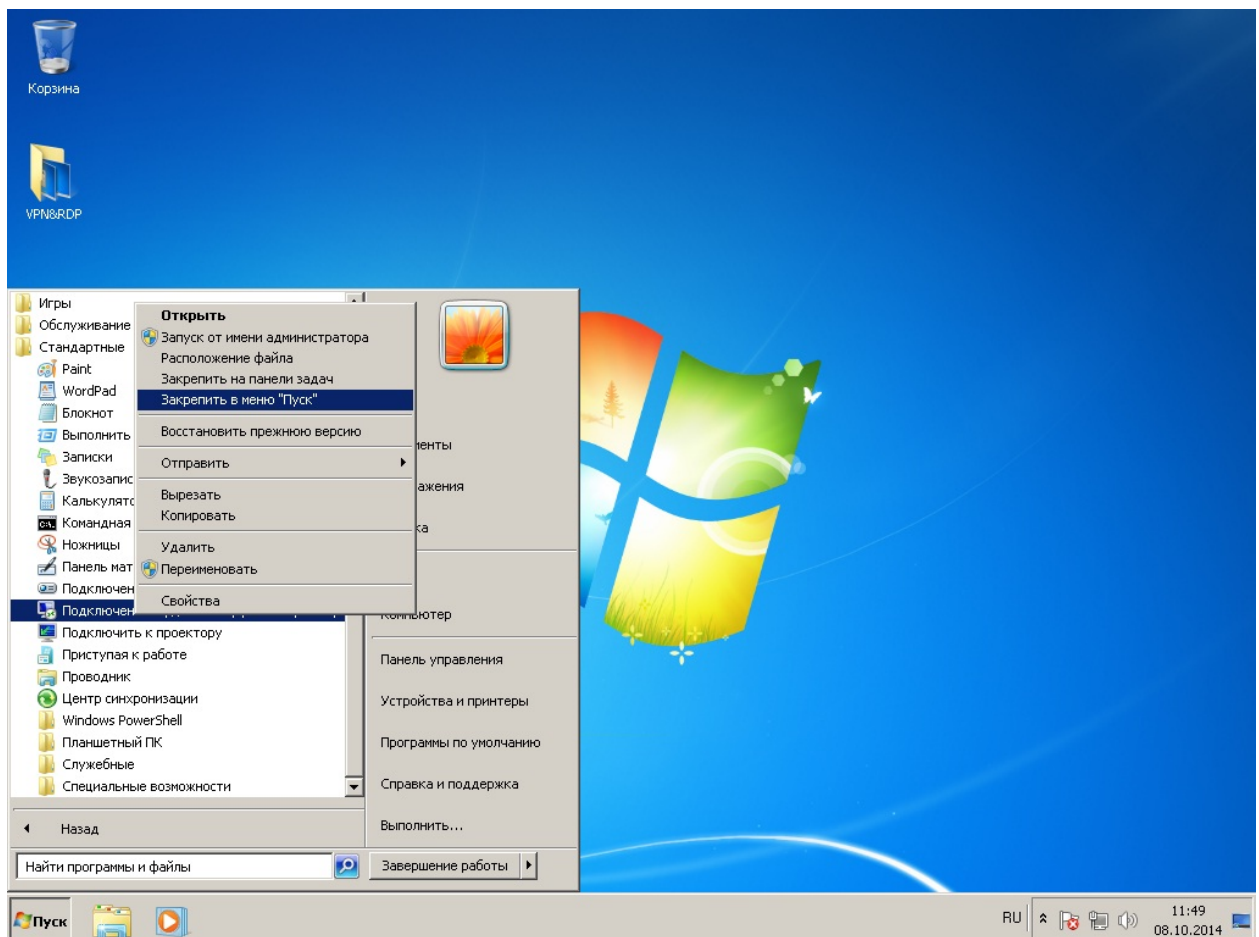 Корзина
VPN&RDP
Игры
Обслуживание
Стандартные
Paint
WordPad
Блокнот
Выполнить
Записки
Звукозапис
Калькулято
Командная
Ножницы
Панель мат
Подключен
Подключен
Подключить к проектору
Приступая к работе
Проводник
Центр синхронизации
Windows PowerShell
Планшетный ПК
Служебные
Специальные возможности
Назад
Найти программы и файлы
Открыть
Запуск от имени администратора
Расположение файла
Закрепить на панели задач
Закрепить в меню "Пуск"
Восстановить прежнюю версию
Отправить
Вырезать
Копировать
Удалить
Переименовать
Свойства
менты
ажения
ка
Компьютер
Панель управления
Устройства и принтеры
Программы по умолчанию
Справка и поддержка
Выполнить...
Завершение работы
Пуск
RU
11:49
08.10.2014